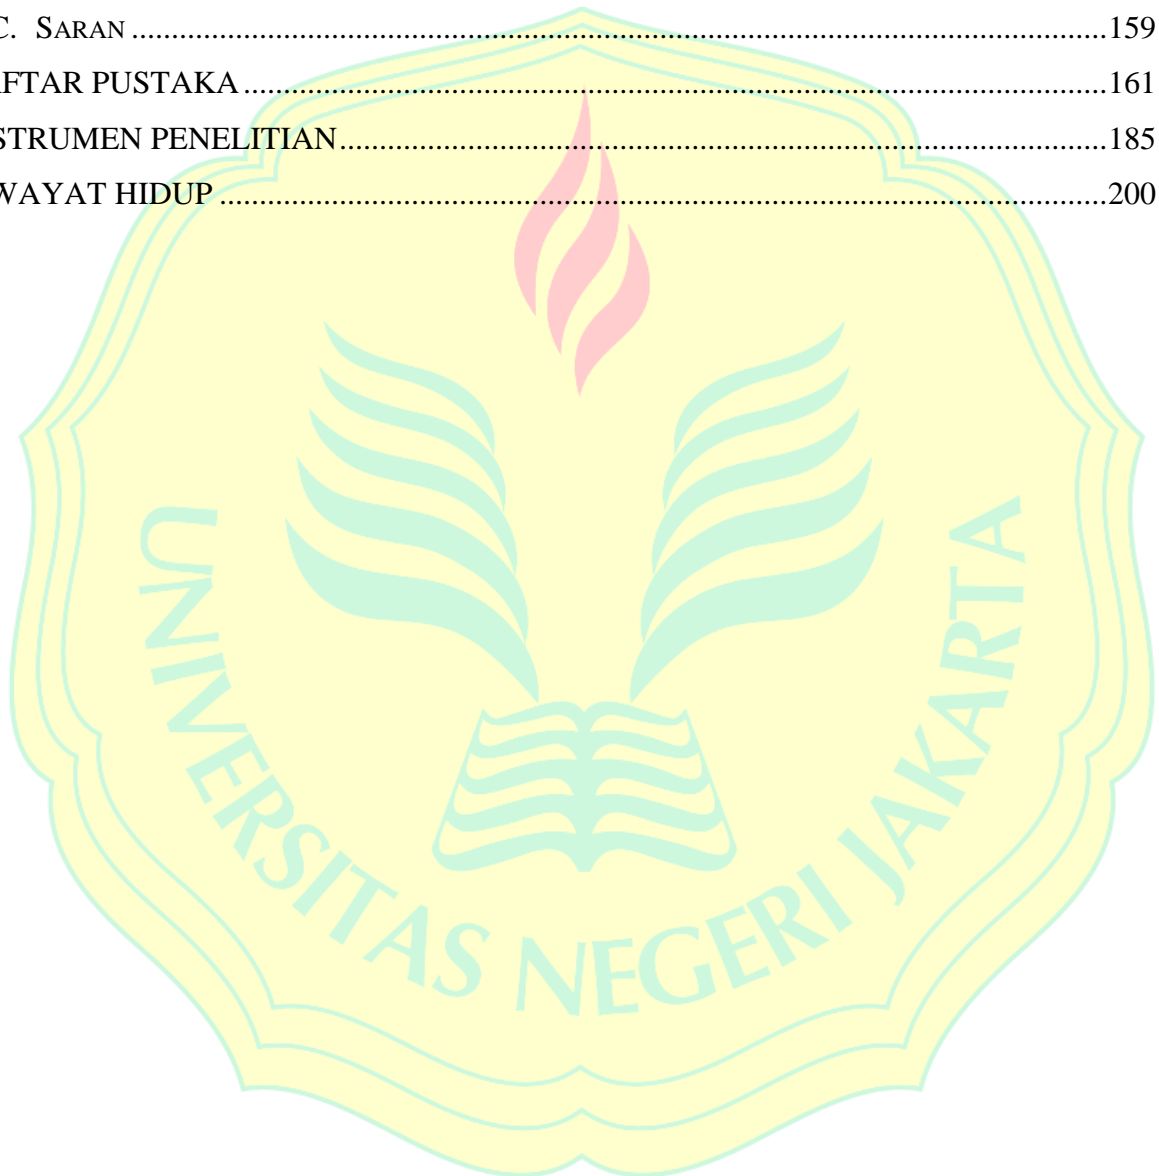 C. SARAN ........................................................................................................................159
AFTAR PUSTAKA ..........................................................................................................161
STRUMEN PENELITIAN..............................................................................................185
WAYAT HIDUP .............................................................................................................200
UNIVERSITAS NEGERI JAKARTA